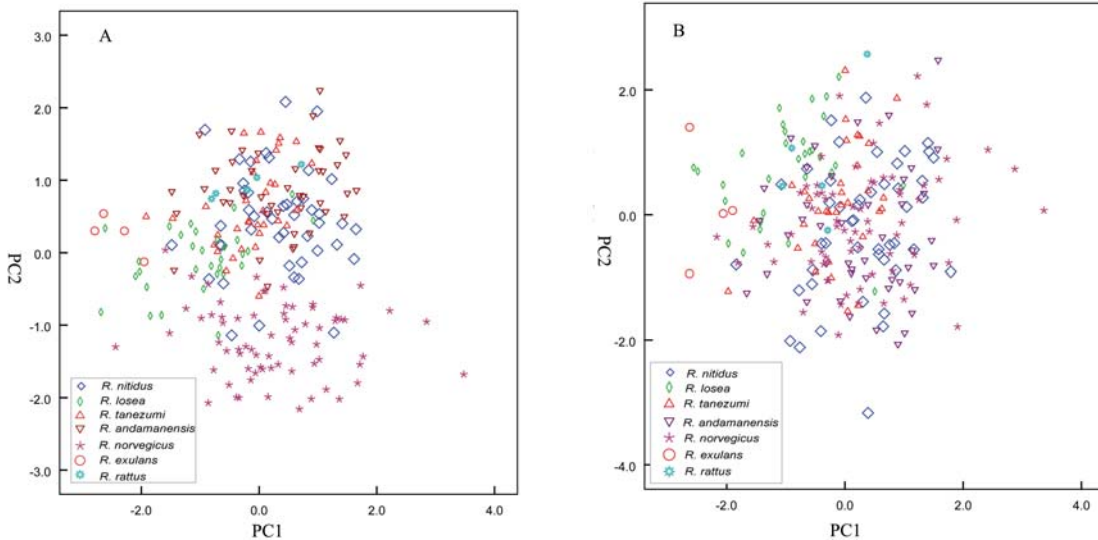 A
3.0
2.0
1.0
0.0
-1.0
-2.0
-3.0
PC2
R. nitidus
R. losea
R. tanezumi
R. andamanensis
R. norvegicus
R. exulans
R. rattus
-2.0 0 2.0 4.0
PC1
B
2.0
0.0
-2.0
-4.0
PC2
R. nitidus
R. losea
R. tanezumi
R. andamanensis
R. norvegicus
R. exulans
R. rattus
-2.0 0.0 2.0 4.0
PC1